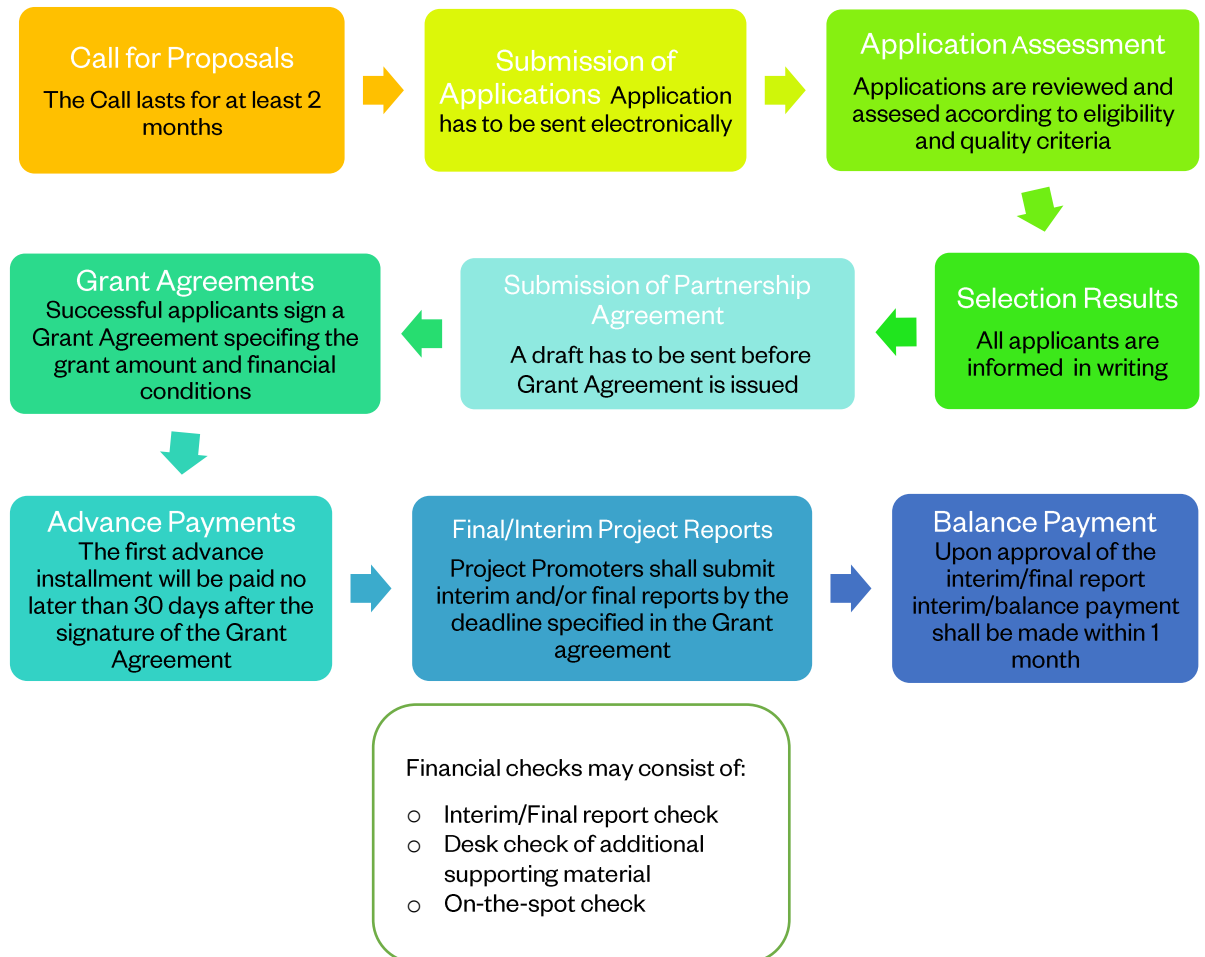 Call for Proposals
The Call lasts for at least 2
months
Submission of
Applications Application
has to be sent electronically
Application Assessment
Applications are reviewed and
assesed according to eligibility
and quality criteria
Selection Results
All applicants are
informed in writing
Submission of Partnership
Agreement
A draft has to be sent before
Grant Agreement is issued
Grant Agreements
Successful applicants sign a
Grant Agreement specifing the
grant amount and financial
conditions
Advance Payments
The first advance
installment will be paid no
later than 30 days after the
signature of the Grant
Agreement
Final/Interim Project Reports
Project Promoters shall submit
interim and/or final reports by the
deadline specified in the Grant
agreement
Balance Payment
Upon approval of the
interim/final report
interim/balance payment
shall be made within 1
month
Financial checks may consist of:
o Interim/Final report check
o Desk check of additional
supporting material
o On-the-spot check